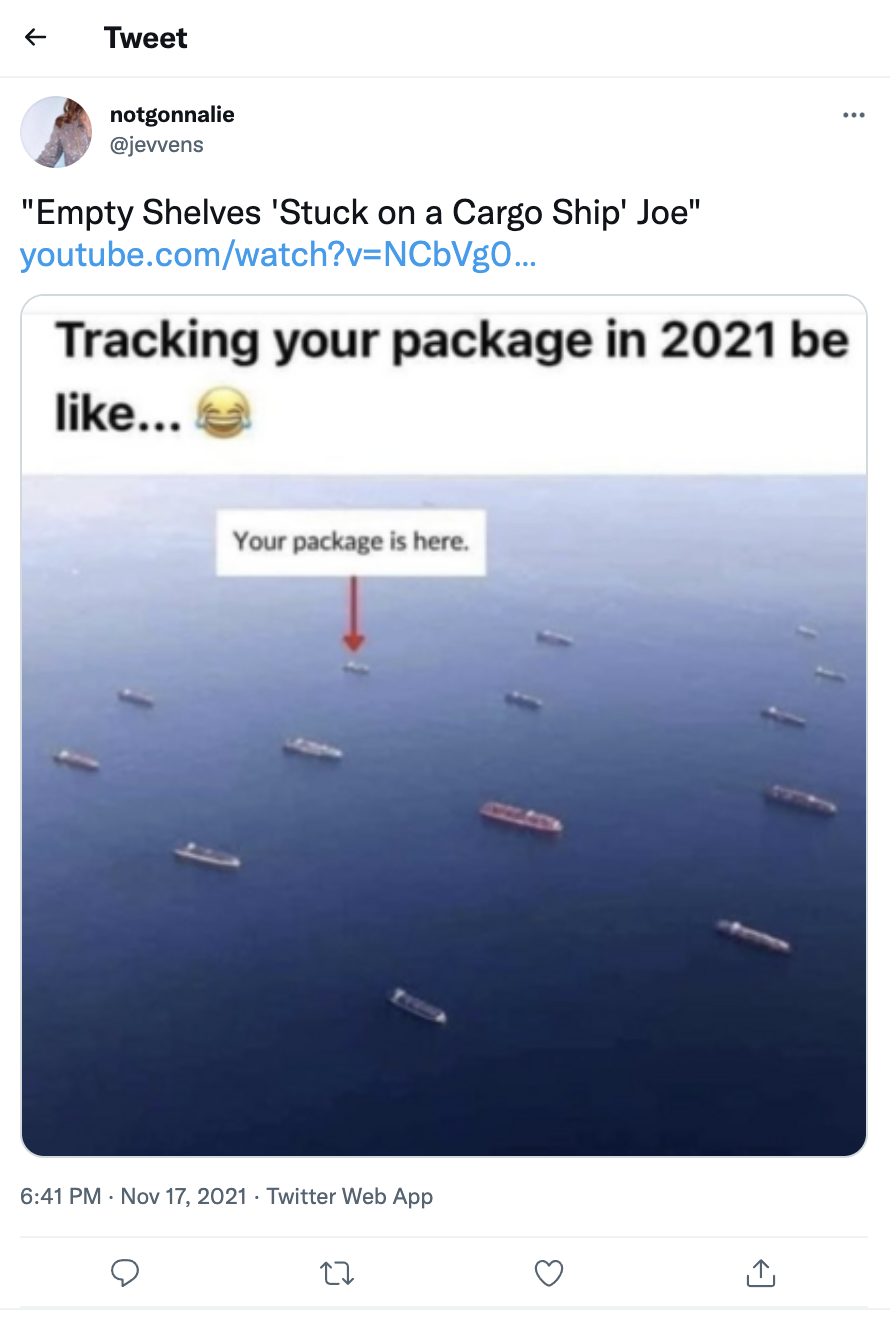 Tweet
notgonnalie
@jevvens
"Empty Shelves 'Stuck on a Cargo Ship' Joe"
youtube.com/watch?v=NCbVg0…
Tracking your package in 2021 be
like... 😂
Your package is here.
6:41 PM · Nov 17, 2021 · Twitter Web App